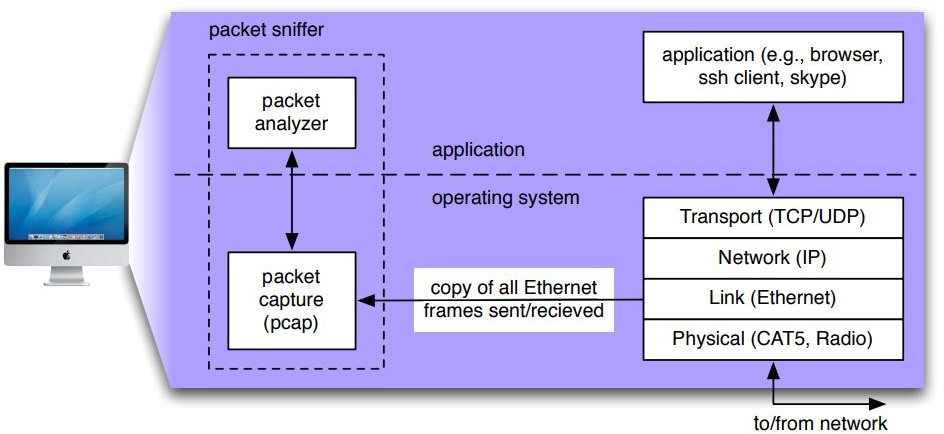 packet sniffer
packet
analyzer
application (e.g., browser,
ssh client, skype)
application
operating system
packet
capture
(pcap)
copy of all Ethernet
frames sent/recieved
Transport (TCP/UDP)
Network (IP)
Link (Ethernet)
Physical (CAT5, Radio)
to/from network